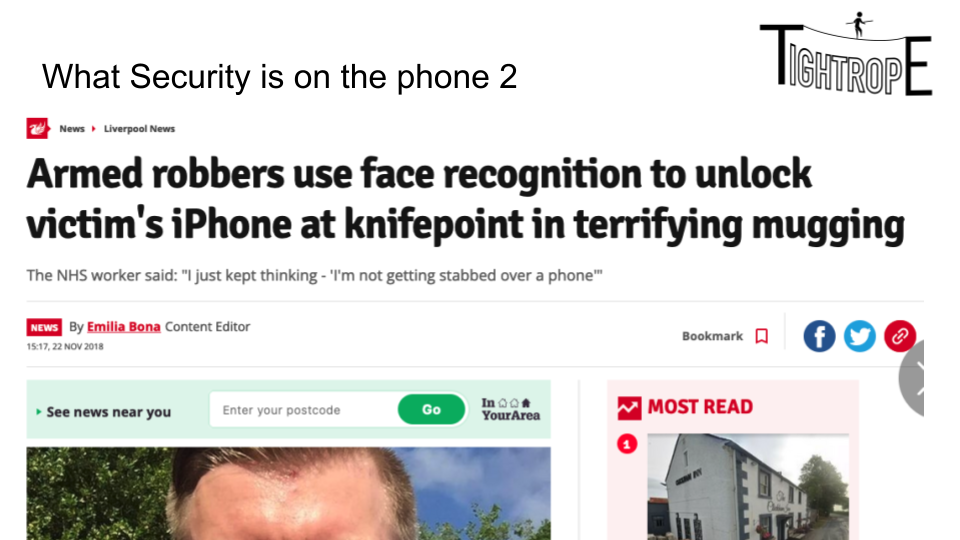 What Security is on the phone 2
TIGHTROPE
News Liverpool News
Armed robbers use face recognition to unlock
victim's iPhone at knifepoint in terrifying mugging
The NHS worker said: "I just kept thinking - 'I'm not getting stabbed over a phone'"
NEWS By Emilia Bona Content Editor
15:17, 22 NOV 2018
Bookmark
See news near you
Enter your postcode
Go
In
YourArea
MOST READ
1